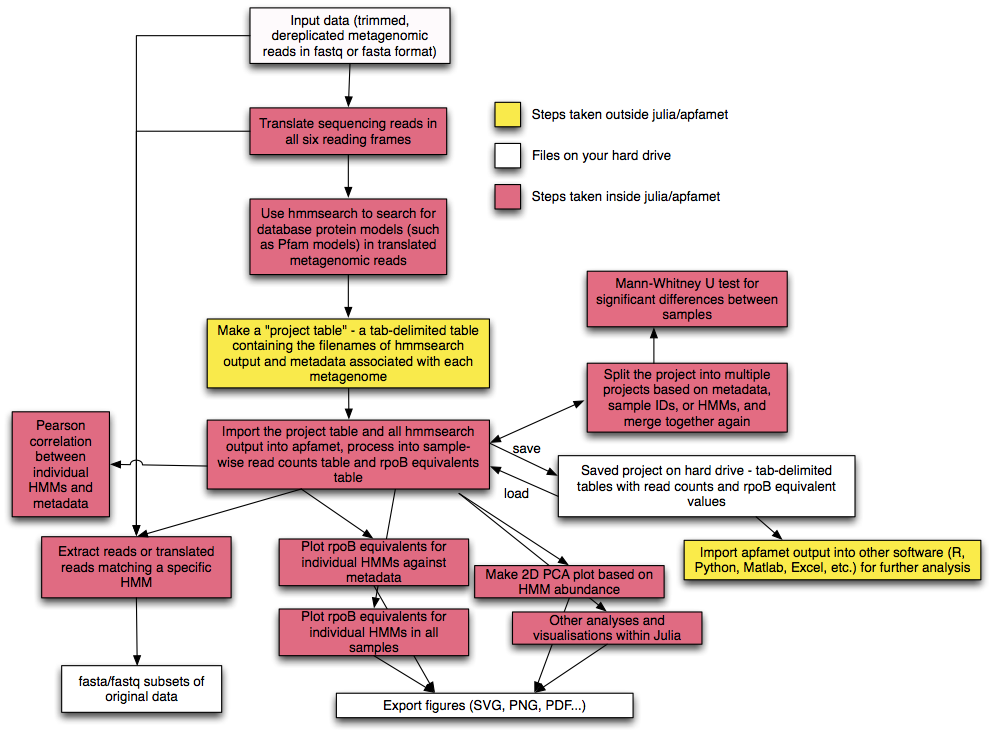 Input data (trimmed,
dereplicated metagenomic
reads in fastq or fasta format)
Translate sequencing reads in
all six reading frames
Steps taken outside julia/apfamet
Files on your hard drive
Steps taken inside julia/apfamet
Use hmmsearch to search for
database protein models (such
as Pfam models) in translated
metagenomic reads
Mann-Whitney U test for
significant differences between
samples
Make a "project table" - a tab-delimited table
containing the filenames of hmmsearch
output and metadata associated with each
metagenome
Split the project into multiple
projects based on metadata,
sample IDs, or HMMs, and
merge together again
Pearson
correlation
between
individual
HMMs and
metadata
Import the project table and all hmmsearch
output into apfamet, process into sample-
wise read counts table and rpoB equivalents
table
save
load
Saved project on hard drive - tab-delimited
tables with read counts and rpoB equivalent
values
Extract reads or translated
reads matching a specific
HMM
Plot rpoB equivalents for
individual HMMs against
metadata
Make 2D PCA plot based on
HMM abundance
Import apfamet output into other software (R,
Python, Matlab, Excel, etc.) for further analysis
Plot rpoB equivalents for
individual HMMs in all
samples
Other analyses and
visualisations within Julia
fasta/fastq subsets of
original data
Export figures (SVG, PNG, PDF...)